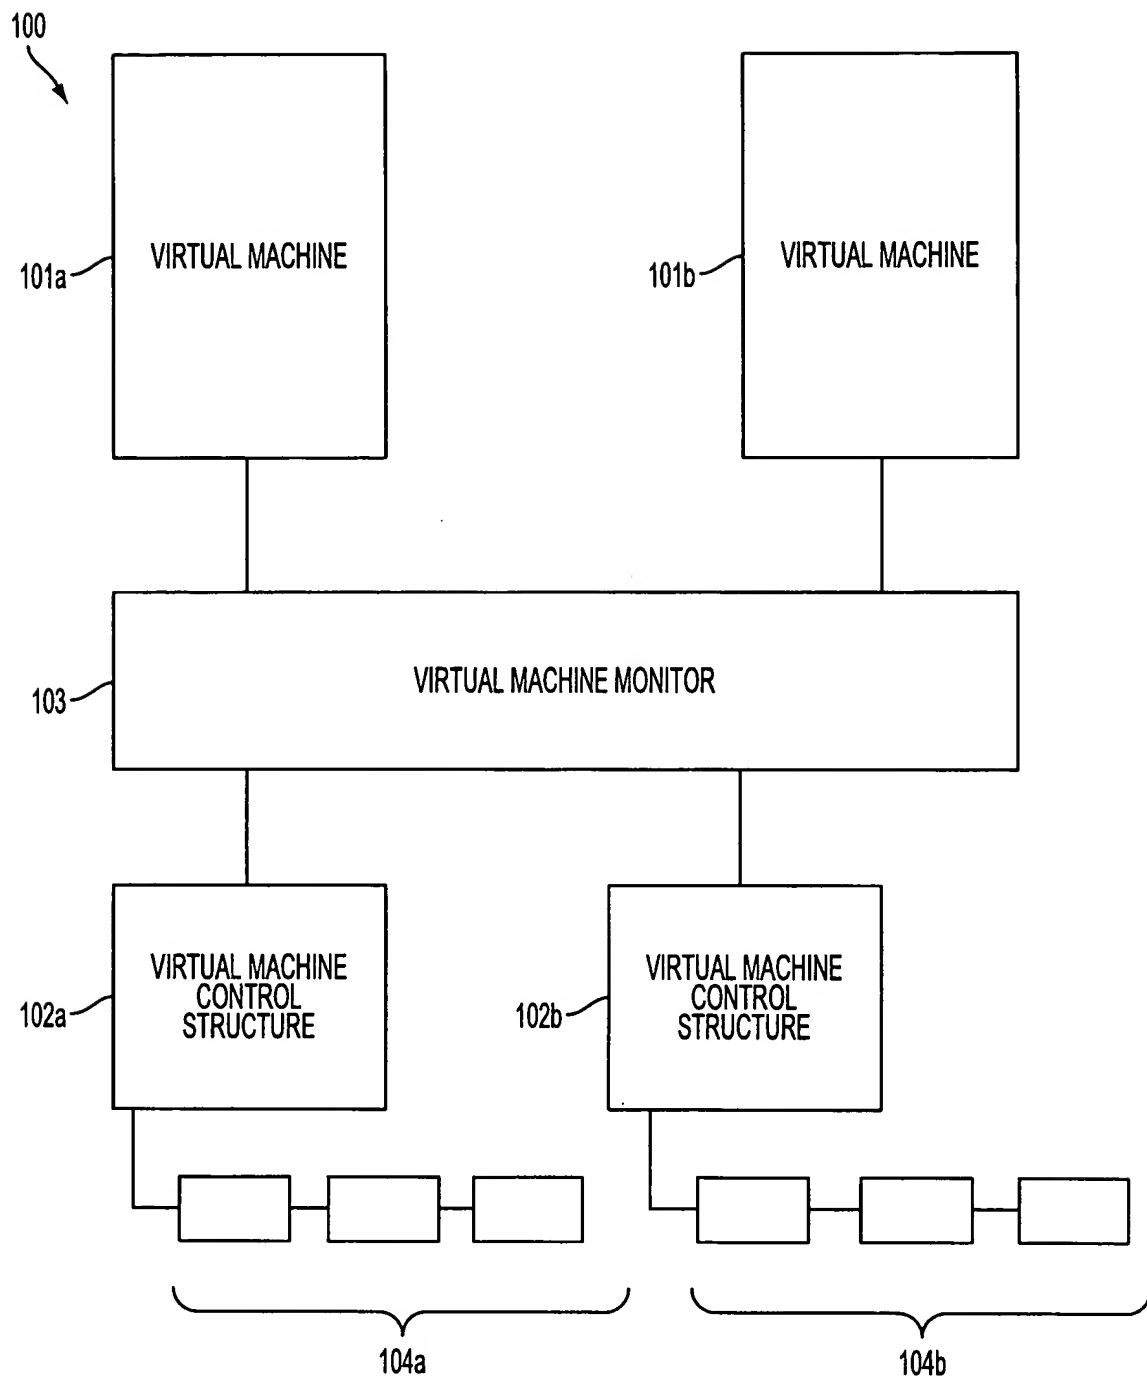 100
VIRTUAL MACHINE
101a
VIRTUAL MACHINE
101b
VIRTUAL MACHINE MONITOR
103
VIRTUAL MACHINE
CONTROL
STRUCTURE
102a
VIRTUAL MACHINE
CONTROL
STRUCTURE
102b
104a
104b